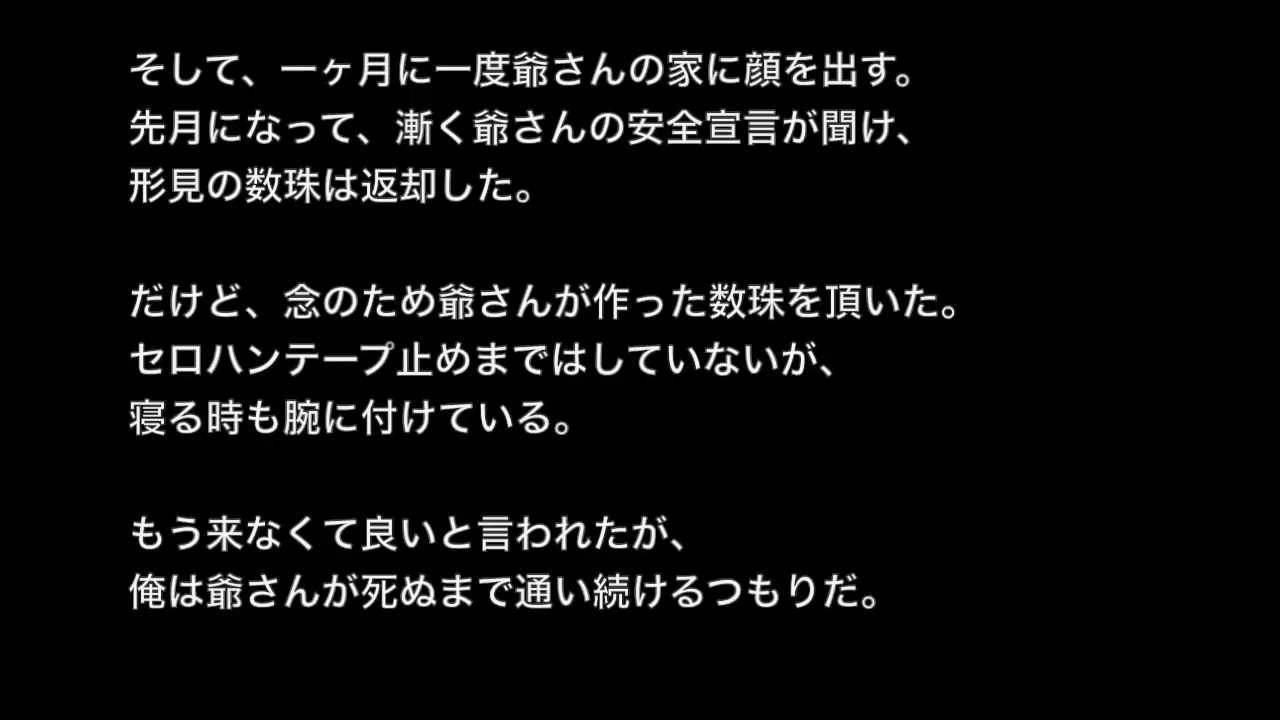 そして、一ヶ月に一度爺さんの家に顔を出す。
先月になって、漸く爺さんの安全宣言が聞け、
形見の数珠は返却した。
だけど、念のため爺さんが作った数珠を頂いた。
セロハンテープ止めまではしていないが、
寝る時も腕に付けている。
もう来なくて良いと言われたが、
俺は爺さんが死ぬまで通い続けるつもりだ。